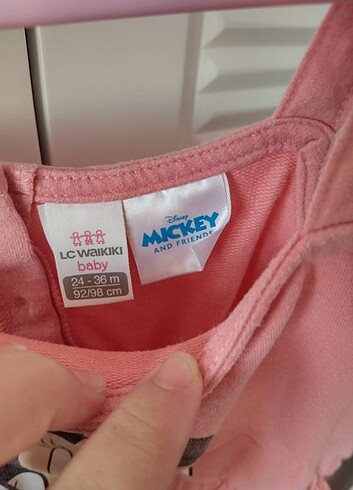 LC WAIKIKI
baby
24 - 36 m
92/98 cm
Disney
MICKEY
AND FRIENDS